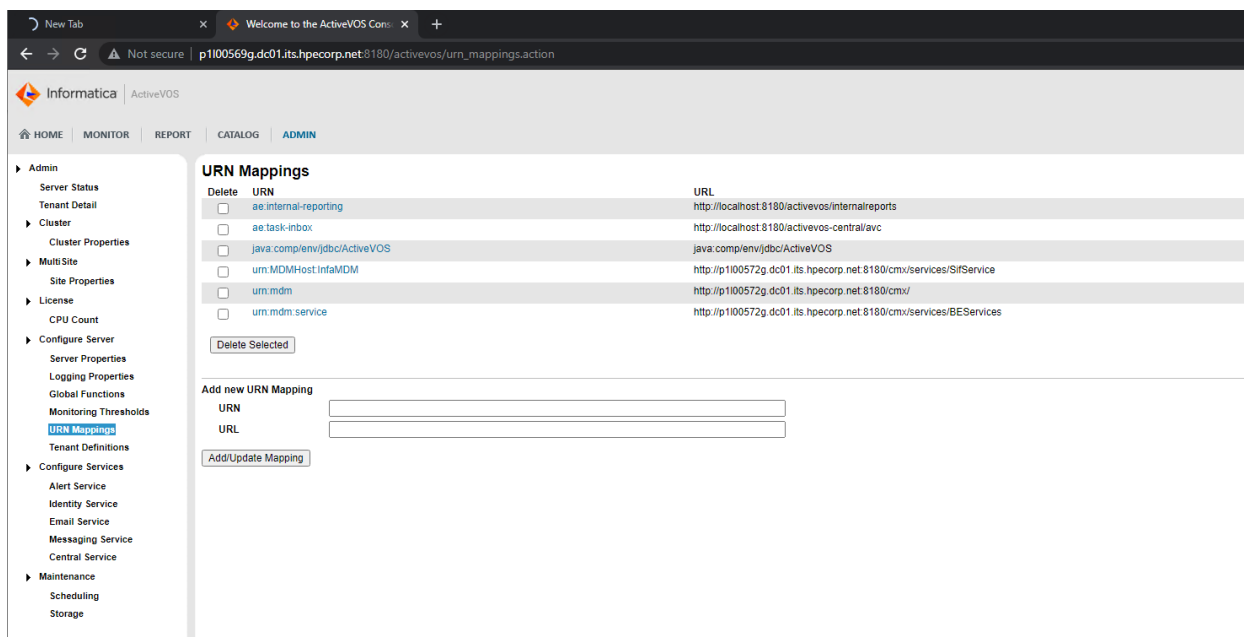 New Tab
Welcome to the ActiveVOS Cons
Not secure p1l00569g.dc01.its.hpecorp.net:8180/activevos/urn_mappings.action
Informatica ActiveVOS
HOME MONITOR REPORT CATALOG ADMIN
Admin
Server Status
Tenant Detail
Cluster
Cluster Properties
MultiSite
Site Properties
License
CPU Count
Configure Server
Server Properties
Logging Properties
Global Functions
Monitoring Thresholds
URN Mappings
Tenant Definitions
Configure Services
Alert Service
Identity Service
Email Service
Messaging Service
Central Service
Maintenance
Scheduling
Storage
URN Mappings
Delete URN URL
ae:internal-reporting http://localhost:8180/activevos/internalreports
ae:task-inbox http://localhost:8180/activevos-central/avc
java:comp/env/jdbc/ActiveVOS java:comp/env/jdbc/ActiveVOS
urn:MDMHost:InfaMDM http://p1l00572g.dc01.its.hpecorp.net:8180/cmx/services/SifService
urn:mdm http://p1l00572g.dc01.its.hpecorp.net:8180/cmx/
urn:mdm:service http://p1l00572g.dc01.its.hpecorp.net:8180/cmx/services/BEServices
Delete Selected
Add new URN Mapping
URN
URL
Add/Update Mapping